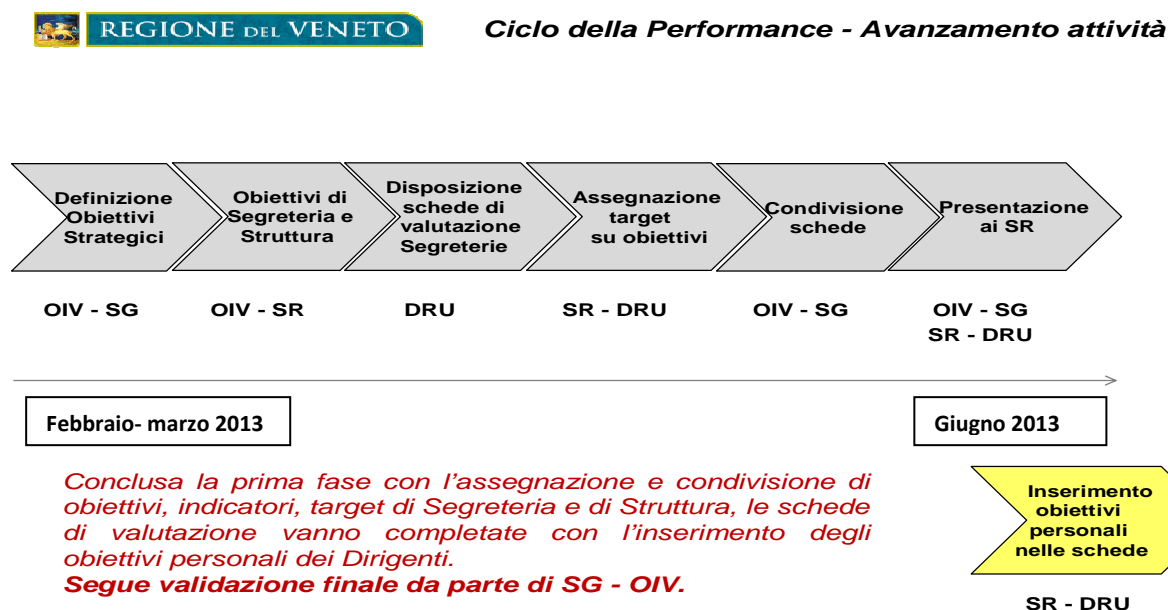 REGIONE DEL VENETO
Ciclo della Performance - Avanzamento attività
Definizione
Obiettivi
Strategici
Obiettivi di
Segreteria e
Struttura
Disposizione
schede di
valutazione
Segreterie
Assegnazione
target
su obiettivi
Condivisione
schede
Presentazione
ai SR
OIV - SG
OIV - SR
DRU
SR - DRU
OIV - SG
OIV - SG
SR - DRU
Febbraio- marzo 2013
Giugno 2013
Conclusa la prima fase con l'assegnazione e condivisione di
obiettivi, indicatori, target di Segreteria e di Struttura, le schede
di valutazione vanno completate con l'inserimento degli
obiettivi personali dei Dirigenti.
Segue validazione finale da parte di SG - OIV.
Inserimento
obiettivi
personali
nelle schede
SR - DRU